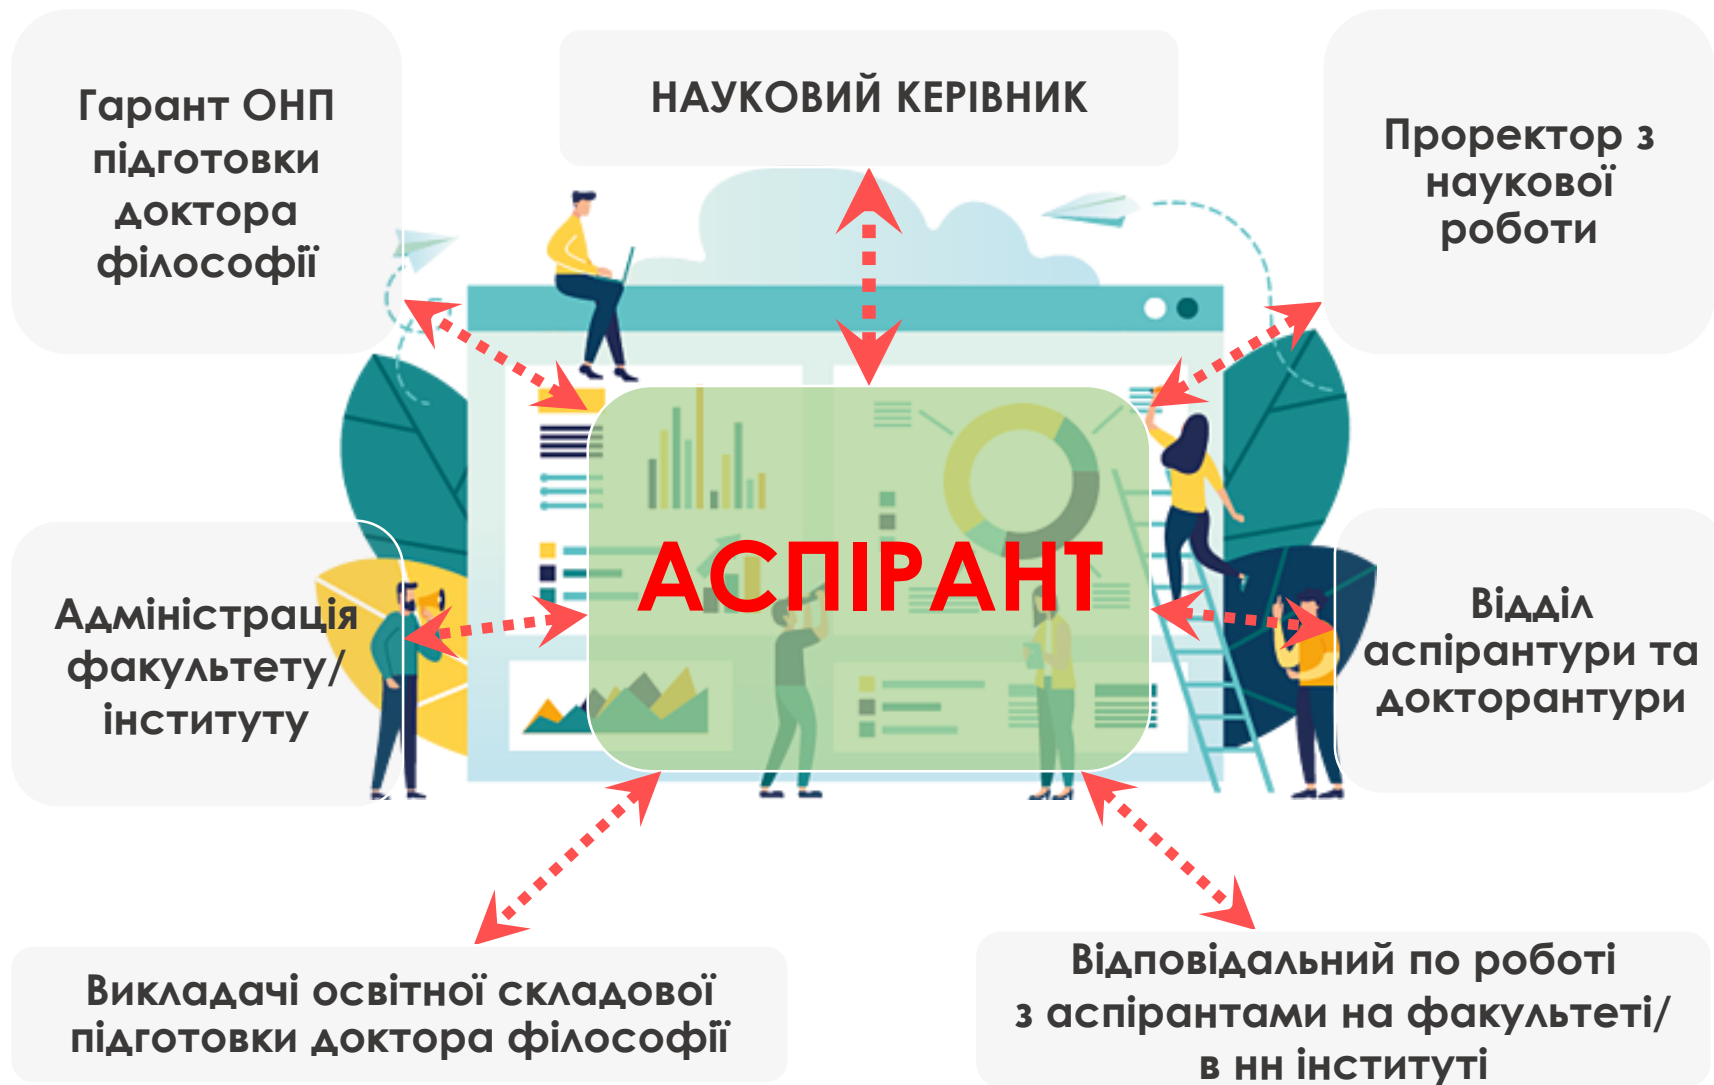 Гарант ОНП
підготовки
доктора
філософії
НАУКОВИЙ КЕРІВНИК
Проректор з
наукової
роботи
АСПІРАНТ
Адміністрація
факультету/
інституту
Відділ
аспірантури та
докторантури
Викладачі освітної складової
підготовки доктора філософії
Відповідальний по роботі
з аспірантами на факультеті/
в нн інституті